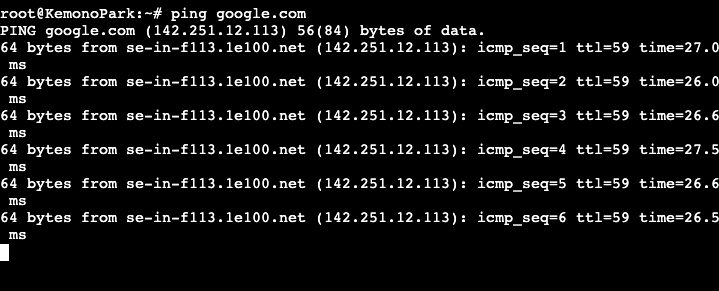 root@KemonoPark:~# ping google.com
PING google.com (142.251.12.113) 56(84) bytes of data.
64 bytes from se-in-f113.1e100.net (142.251.12.113): icmp_seq=1 ttl=59 time=27.0
 ms
64 bytes from se-in-f113.1e100.net (142.251.12.113): icmp_seq=2 ttl=59 time=26.0
 ms
64 bytes from se-in-f113.1e100.net (142.251.12.113): icmp_seq=3 ttl=59 time=26.6
 ms
64 bytes from se-in-f113.1e100.net (142.251.12.113): icmp_seq=4 ttl=59 time=27.5
 ms
64 bytes from se-in-f113.1e100.net (142.251.12.113): icmp_seq=5 ttl=59 time=26.6
 ms
64 bytes from se-in-f113.1e100.net (142.251.12.113): icmp_seq=6 ttl=59 time=26.5
 ms